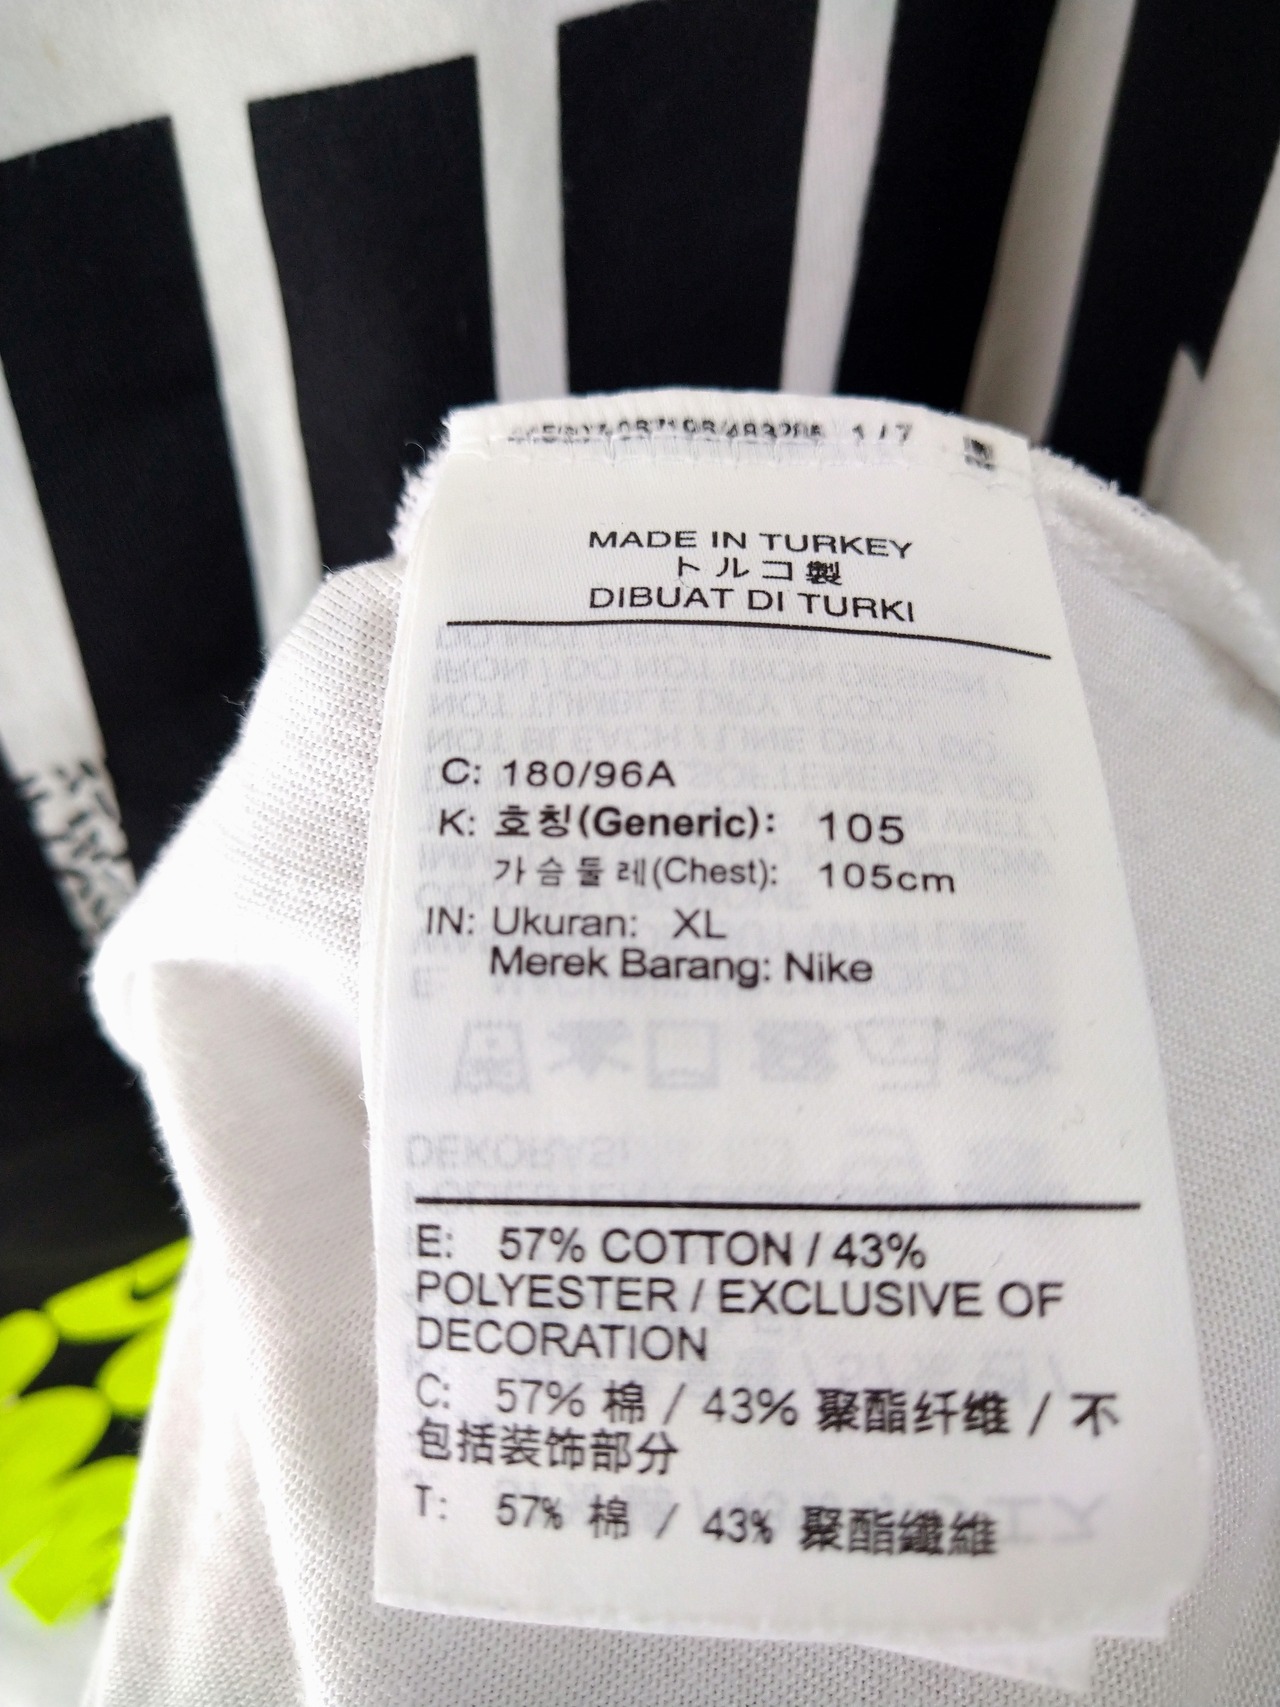 1 / 7
MADE IN TURKEY
トルコ製
DIBUAT DI TURKI
C: 180/96A
K: 호칭(Generic): 105
가슴둘레(Chest): 105cm
IN: Ukuran: XL
Merek Barang: Nike
E: 57% COTTON / 43%
POLYESTER / EXCLUSIVE OF
DECORATION
C: 57% 棉 / 43% 聚酯纤维 / 不
包括装饰部分
T: 57% 棉 / 43% 聚酯纖維